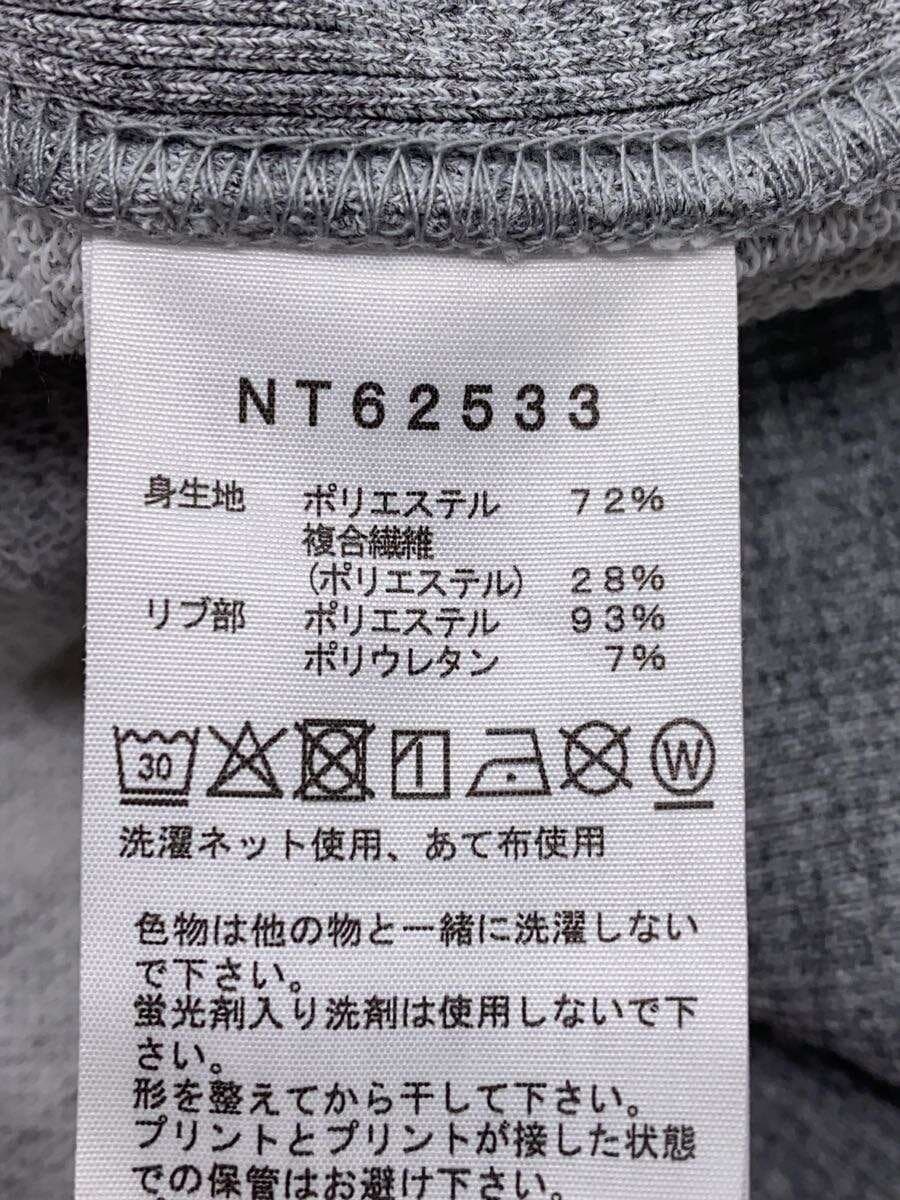 NT62533
身生地 ポリエステル 72%
複合繊維
(ポリエステル) 28%
リブ部 ポリエステル 93%
ポリウレタン 7%
30 W
洗濯ネット使用、あて布使用
色物は他の物と一緒に洗濯しない
で下さい。
蛍光剤入り洗剤は使用しないで下
さい。
形を整えてから干して下さい。
プリントとプリントが接した状態
での保管はお避け下さい。